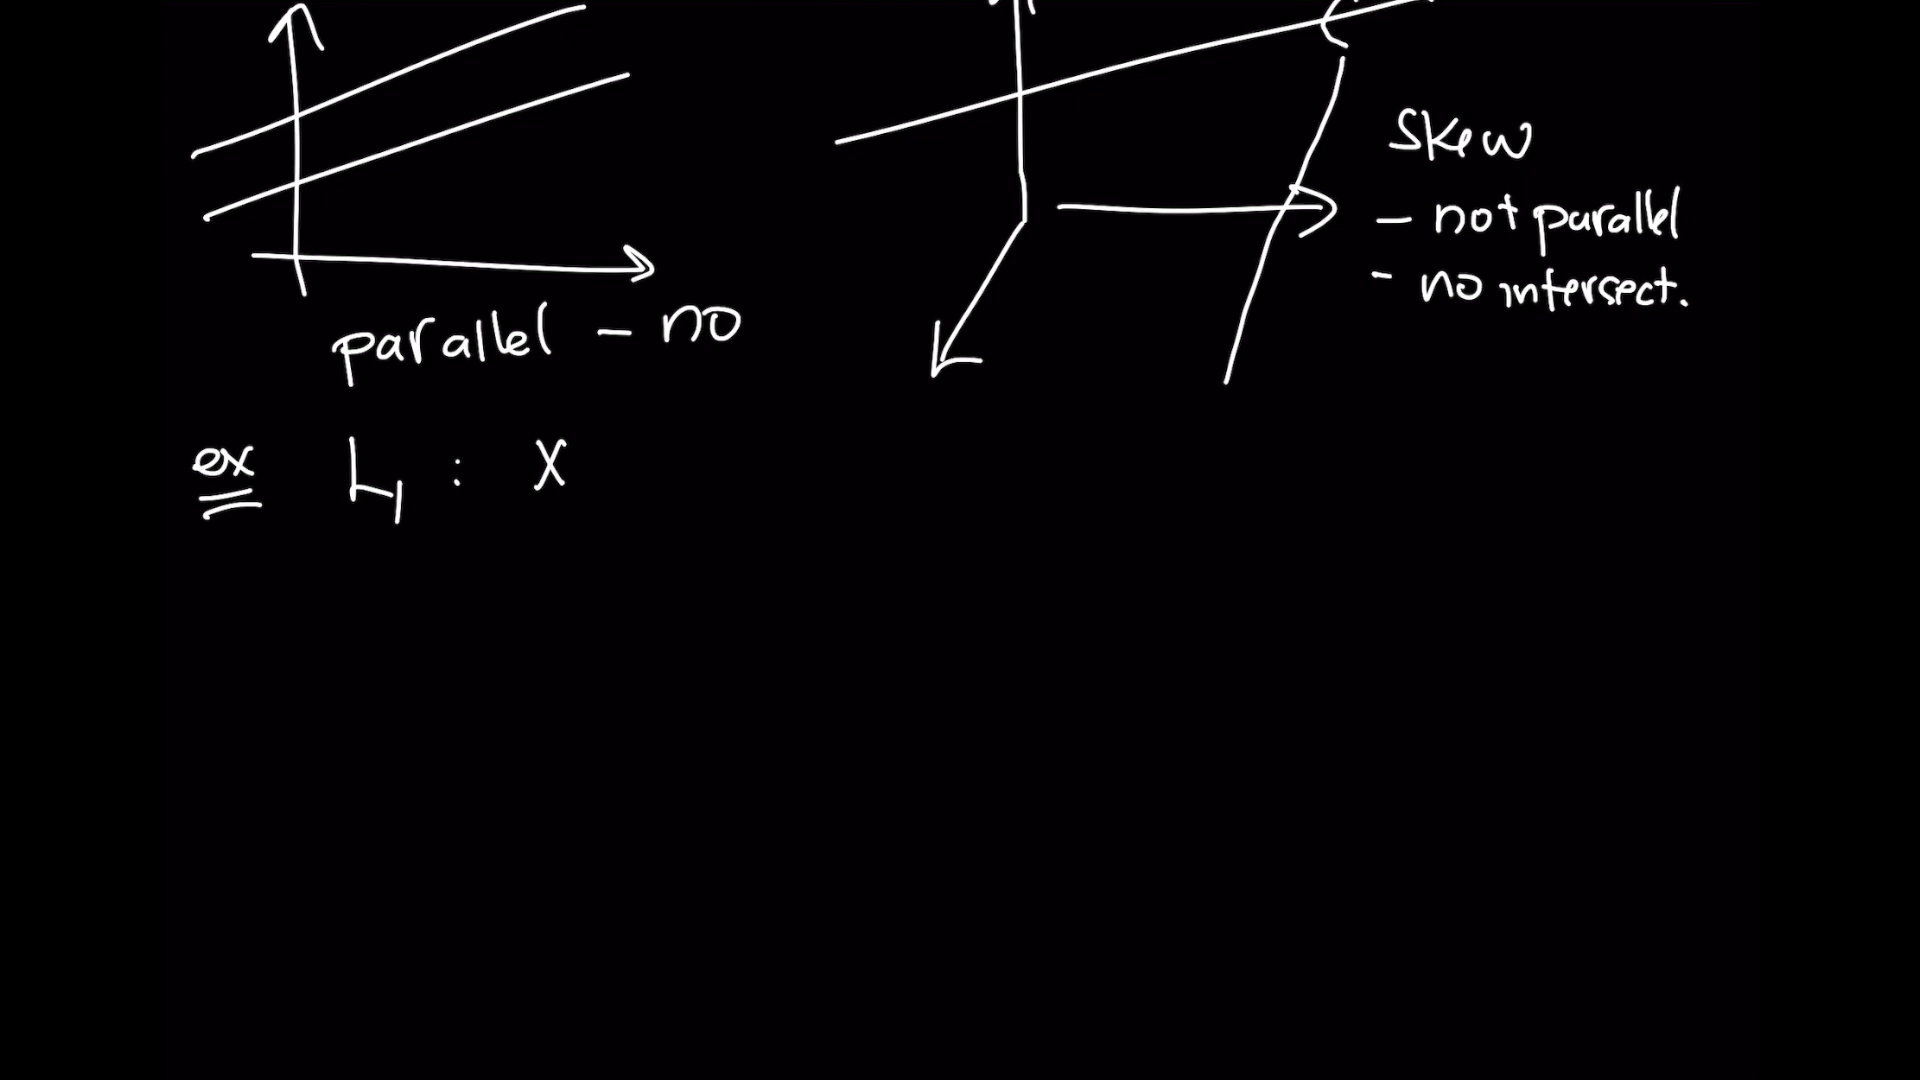 skew
- not parallel
- no intersect.
parallel - no
ex L₁ : X